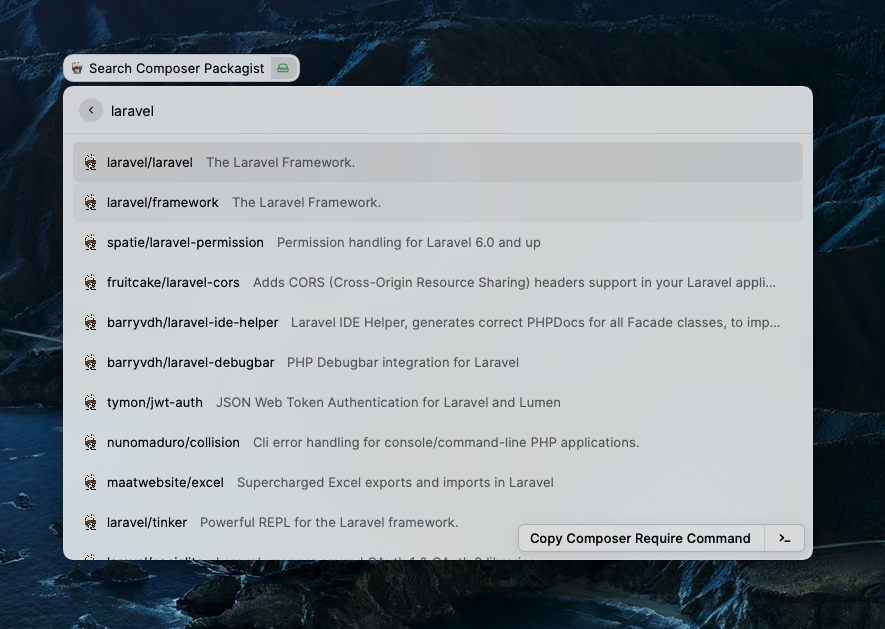 Search Composer Packagist
laravel
laravel/laravel The Laravel Framework.
laravel/framework The Laravel Framework.
spatie/laravel-permission Permission handling for Laravel 6.0 and up
fruitcake/laravel-cors Adds CORS (Cross-Origin Resource Sharing) headers support in your Laravel appli...
barryvdh/laravel-ide-helper Laravel IDE Helper, generates correct PHPDocs for all Facade classes, to imp...
barryvdh/laravel-debugbar PHP Debugbar integration for Laravel
tymon/jwt-auth JSON Web Token Authentication for Laravel and Lumen
nunomaduro/collision Cli error handling for console/command-line PHP applications.
maatwebsite/excel Supercharged Excel exports and imports in Laravel
laravel/tinker Powerful REPL for the Laravel framework.
Copy Composer Require Command